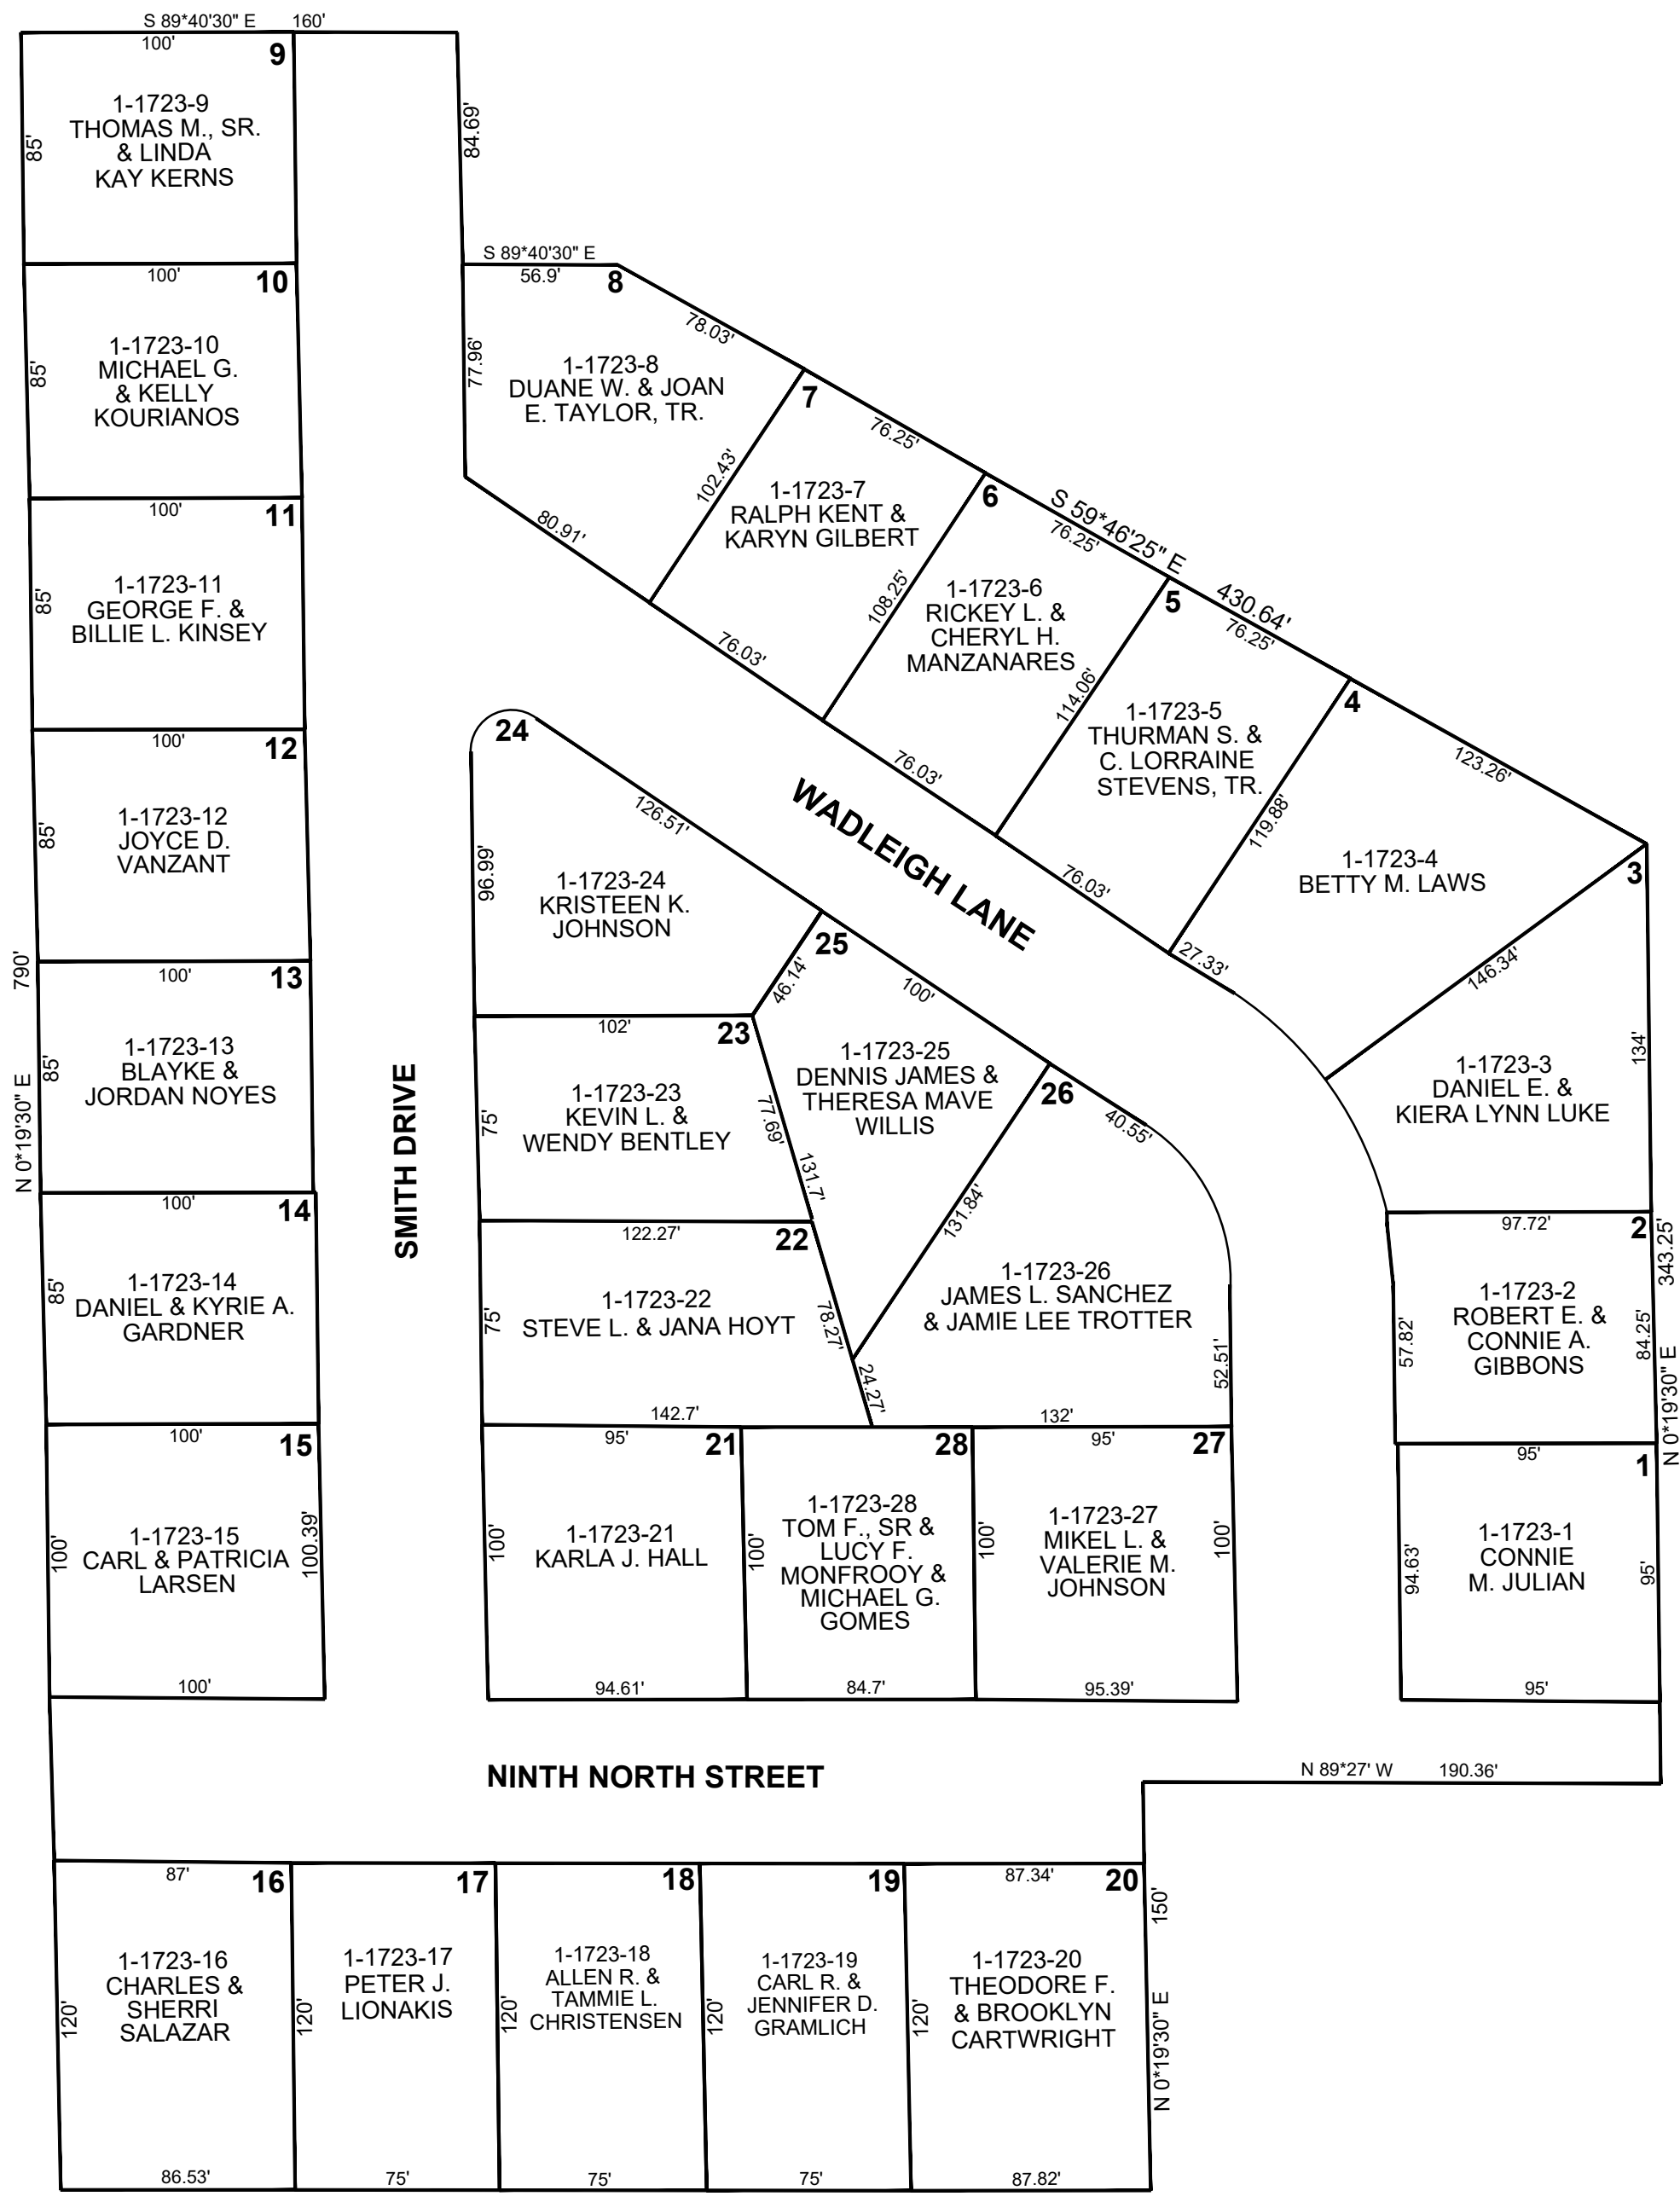 S 89*40'30" E 160'
100'
9
1-1723-9
THOMAS M., SR.
& LINDA
KAY KERNS
85'
84.69'
100'
10
1-1723-10
MICHAEL G.
& KELLY
KOURIANOS
85'
S 89*40'30" E
56.9'
8
77.96'
78.03'
1-1723-8
DUANE W. & JOAN
E. TAYLOR, TR.
80.91'
102.43'
7
76.25'
1-1723-7
RALPH KENT &
KARYN GILBERT
76.03'
108.25'
6
S 59*46'25" E 430.64'
76.25'
1-1723-6
RICKEY L. &
CHERYL H.
MANZANARES
76.03'
114.06'
5
76.25'
1-1723-5
THURMAN S. &
C. LORRAINE
STEVENS, TR.
76.03'
119.88'
4
123.26'
1-1723-4
BETTY M. LAWS
27.33'
146.34'
3
134'
1-1723-3
DANIEL E. &
KIERA LYNN LUKE
100'
11
1-1723-11
GEORGE F. &
BILLIE L. KINSEY
85'
100'
12
1-1723-12
JOYCE D.
VANZANT
85'
790'
N 0*19'30" E
100'
13
1-1723-13
BLAYKE &
JORDAN NOYES
85'
100'
14
1-1723-14
DANIEL & KYRIE A.
GARDNER
85'
100'
15
1-1723-15
CARL & PATRICIA
LARSEN
100'
100.39'
100'
SMITH DRIVE
WADLEIGH LANE
24
126.51'
96.99'
1-1723-24
KRISTEEN K.
JOHNSON
46.14'
25
100'
1-1723-25
DENNIS JAMES &
THERESA MAVE
WILLIS
102'
23
1-1723-23
KEVIN L. &
WENDY BENTLEY
75'
77.69'
131.7'
26
40.55'
131.84'
1-1723-26
JAMES L. SANCHEZ
& JAMIE LEE TROTTER
52.51'
132'
122.27'
22
1-1723-22
STEVE L. & JANA HOYT
75'
78.27'
24.27'
142.7'
97.72'
2
343.25'
N 0*19'30" E
1-1723-2
ROBERT E. &
CONNIE A.
GIBBONS
57.82'
84.25'
95'
21
1-1723-21
KARLA J. HALL
100'
94.61'
28
1-1723-28
TOM F., SR &
LUCY F.
MONFROOY &
MICHAEL G.
GOMES
100'
84.7'
95'
27
1-1723-27
MIKEL L. &
VALERIE M.
JOHNSON
100'
100'
95.39'
95'
1
1-1723-1
CONNIE
M. JULIAN
94.63'
95'
95'
NINTH NORTH STREET
N 89*27' W 190.36'
87'
16
1-1723-16
CHARLES &
SHERRI
SALAZAR
120'
86.53'
17
1-1723-17
PETER J.
LIONAKIS
120'
75'
18
1-1723-18
ALLEN R. &
TAMMIE L.
CHRISTENSEN
120'
75'
19
1-1723-19
CARL R. &
JENNIFER D.
GRAMLICH
120'
75'
87.34'
20
1-1723-20
THEODORE F.
& BROOKLYN
CARTWRIGHT
120'
87.82'
150'
N 0*19'30" E